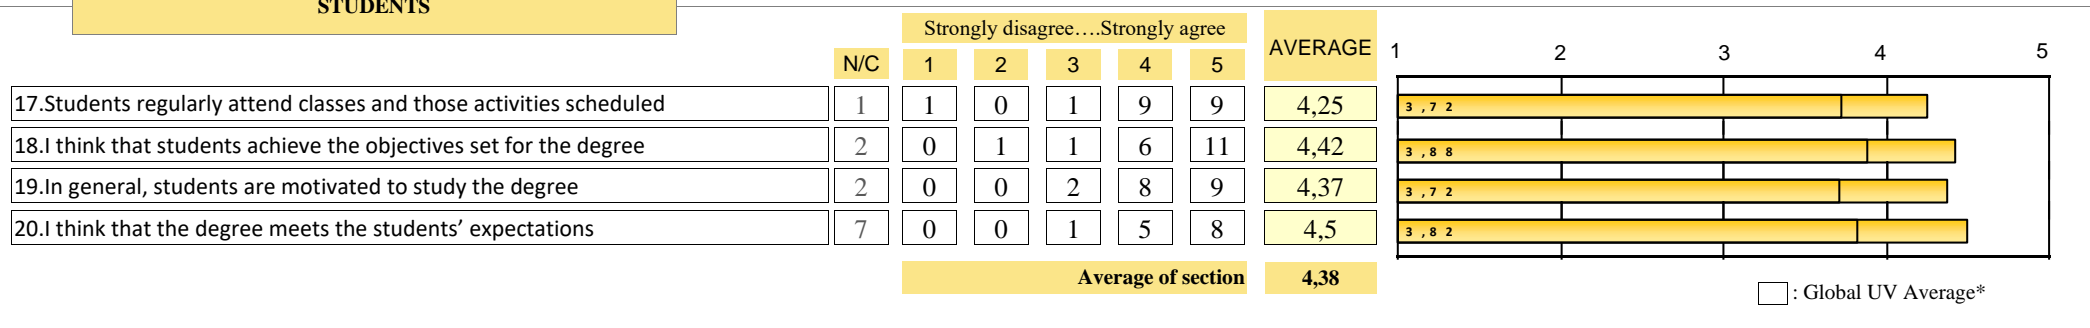 STUDENTS
Strongly disagree….Strongly agree
AVERAGE
N/C 1 2 3 4 5
1 2 3 4 5
17.Students regularly attend classes and those activities scheduled 1 1 0 1 9 9 4,25 3,72
18.I think that students achieve the objectives set for the degree 2 0 1 1 6 11 4,42 3,88
19.In general, students are motivated to study the degree 2 0 0 2 8 9 4,37 3,72
20.I think that the degree meets the students’ expectations 7 0 0 1 5 8 4,5 3,82
Average of section 4,38
: Global UV Average*